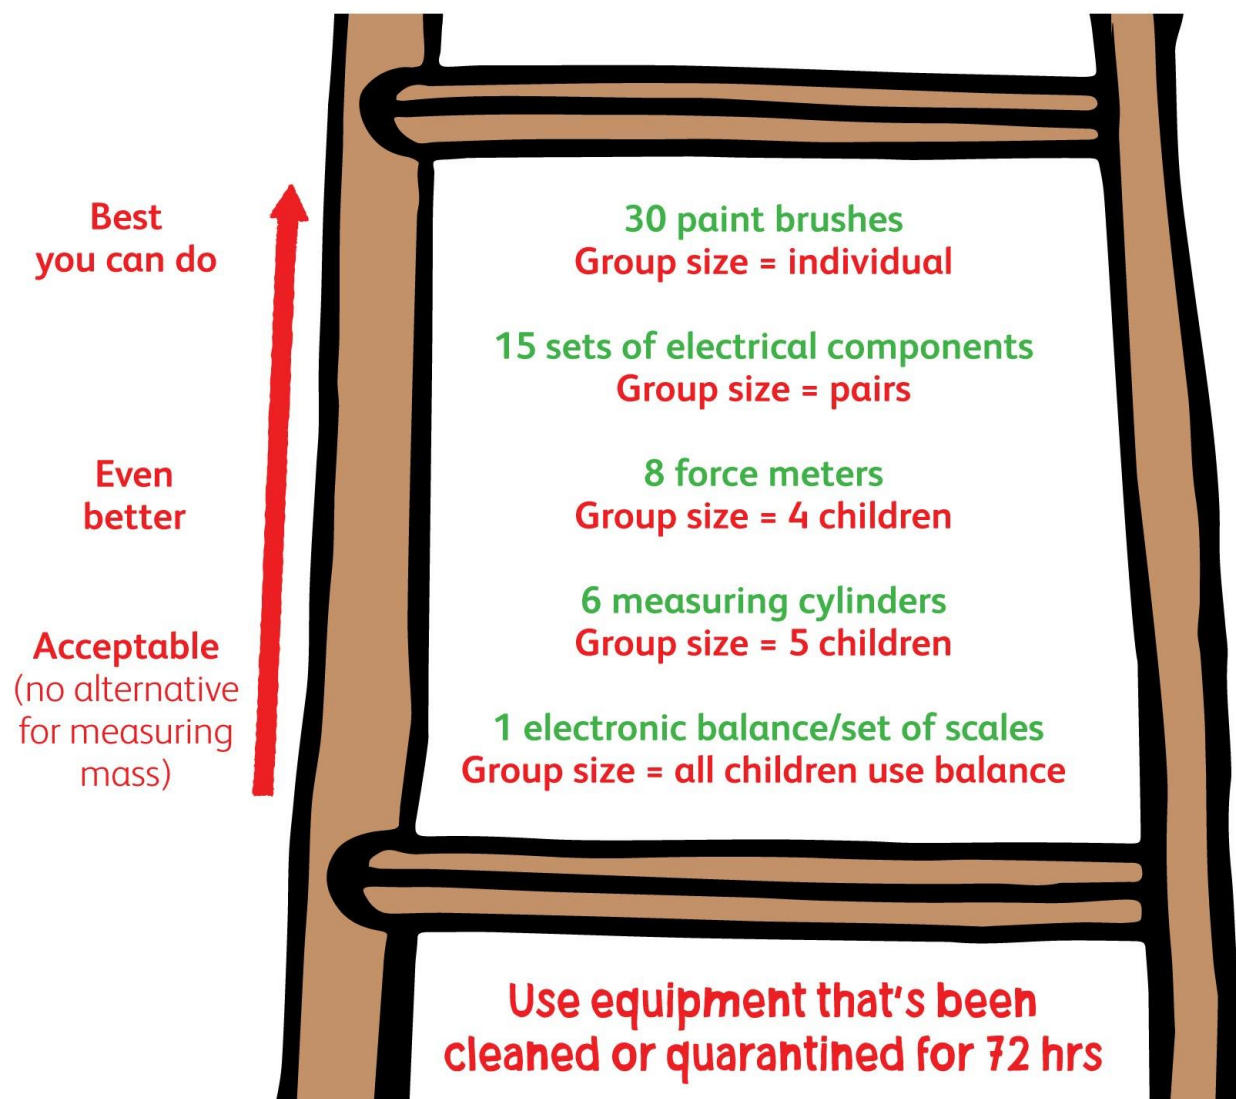 Best
you can do
30 paint brushes
Group size = individual
15 sets of electrical components
Group size = pairs
Even
better
8 force meters
Group size = 4 children
6 measuring cylinders
Group size = 5 children
Acceptable
(no alternative
for measuring
mass)
1 electronic balance/set of scales
Group size = all children use balance
Use equipment that's been
cleaned or quarantined for 72 hrs